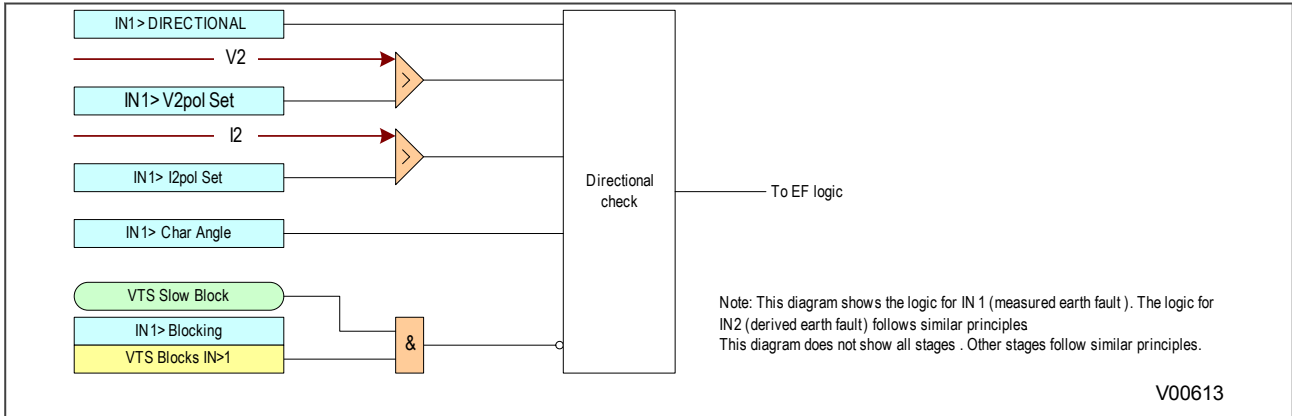 IN1> DIRECTIONAL
V2
>
IN1> V2pol Set
I2
>
IN1> I2pol Set
Directional
check
To EF logic
IN1> Char Angle
VTS Slow Block
IN1> Blocking
VTS Blocks IN>1
&
Note: This diagram shows the logic for IN1 (measured earth fault ). The logic for
IN2 (derived earth fault) follows similar principles.
This diagram does not show all stages . Other stages follow similar principles.
V00613